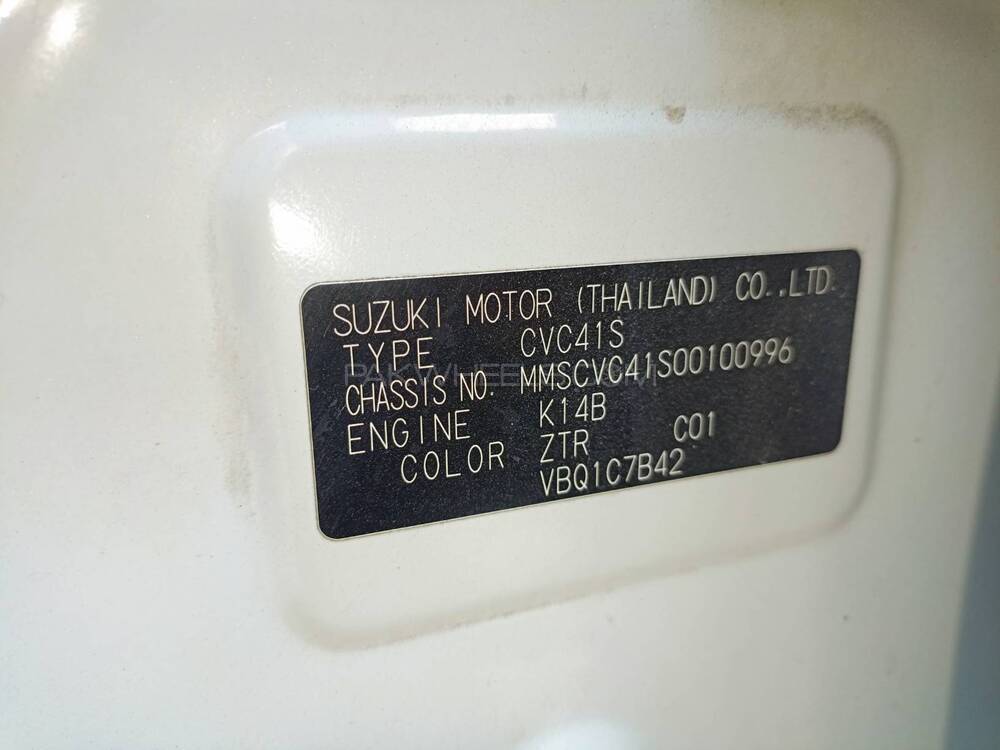 SUZUKI MOTOR (THAILAND) CO.,LTD.
TYPE CVC41S
CHASSIS NO. MMSCVC41S00100996
ENGINE K14B
COLOR ZTR C01
VBQ1C7B42